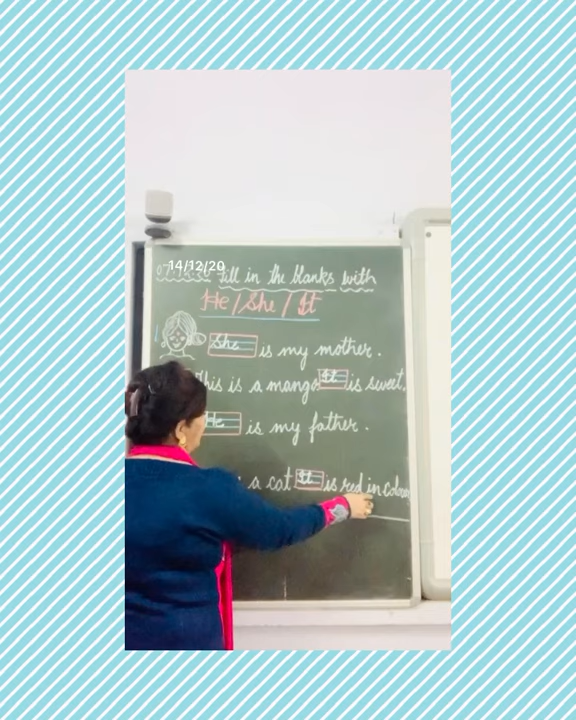 14/12/20
Fill in the blanks with
He / She / It
She is my mother.
This is a mango It is sweet.
He is my father.
a cat It is red in colour